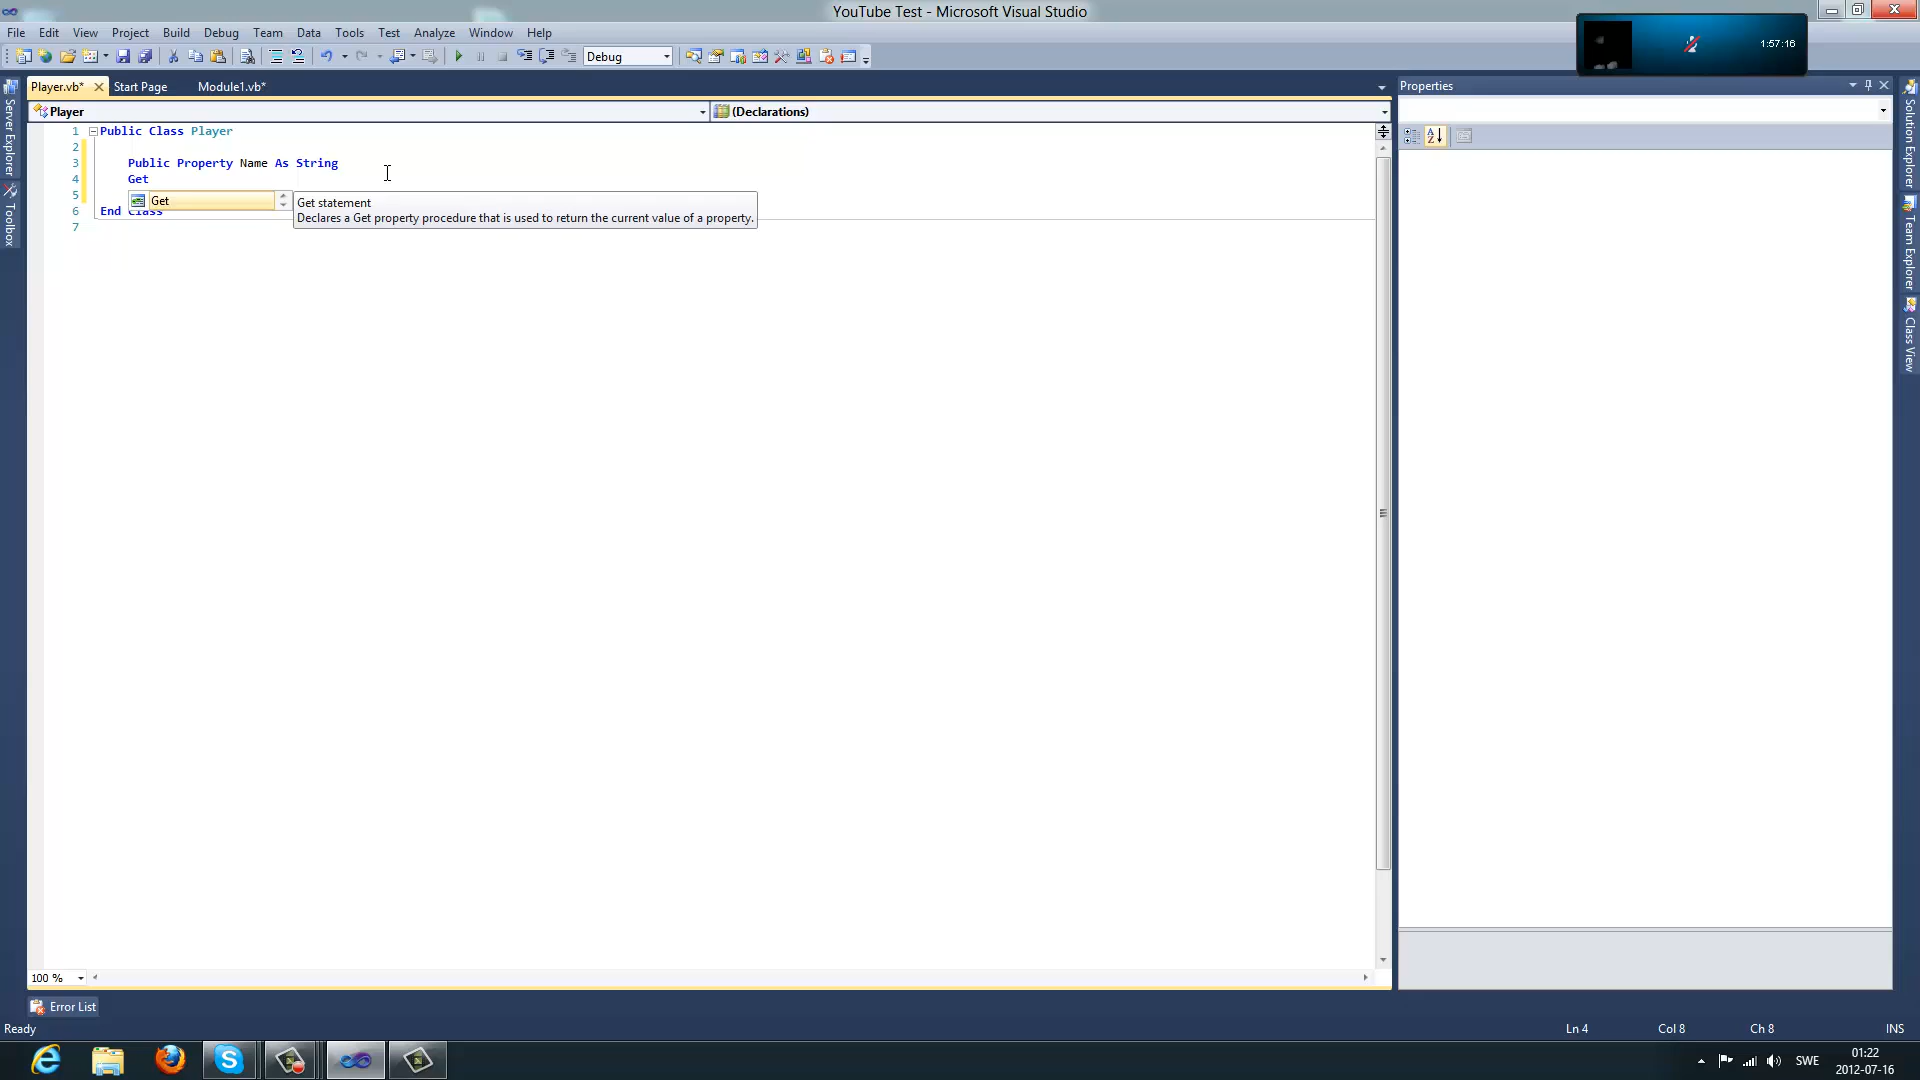 YouTube Test - Microsoft Visual Studio
File Edit View Project Build Debug Team Data Tools Test Analyze Window Help
1:57:16
Debug
Player.vb* Start Page Module1.vb*
Properties
Player
(Declarations)
1 Public Class Player
2
3 Public Property Name As String
4 Get
5 Get
Get statement
Declares a Get property procedure that is used to return the current value of a property.
6 End Class
7
Server Explorer
Toolbox
Solution Explorer
Team Explorer
Class View
100 %
Error List
Ready
Ln 4 Col 8 Ch 8 INS
SWE
01:22
2012-07-16